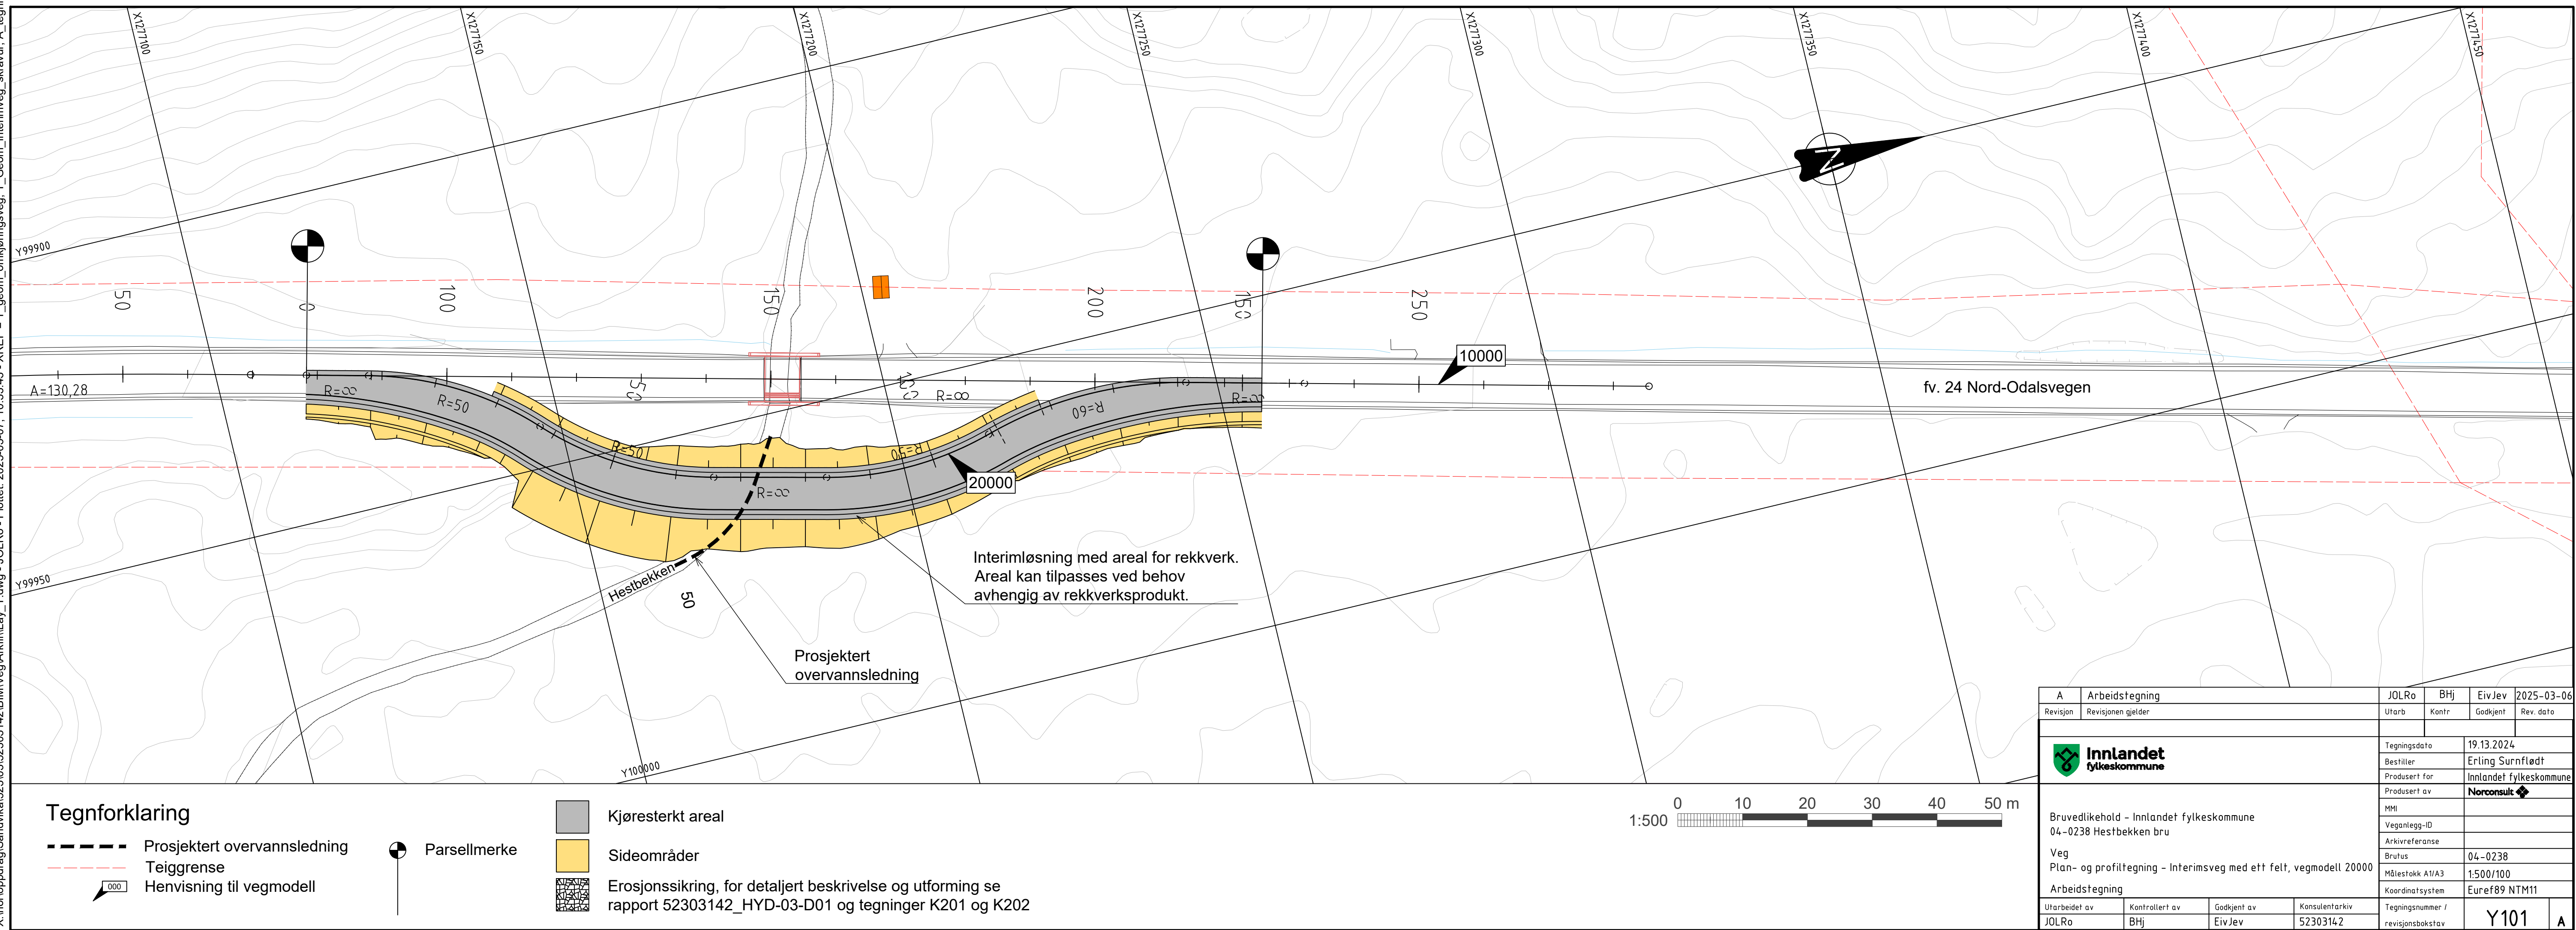 X1277100
X1277150
X1277200
X1277250
X1277300
X1277350
X1277400
X1277450
N
Y99900
50
0
100
150
200
150
250
10000
A=130,28
R=∞
R=50
50
100
R=∞
R=60
R=∞
fv. 24 Nord-Odalsvegen
R=50
R=50
R=∞
20000
Interimløsning med areal for rekkverk.
Areal kan tilpasses ved behov
avhengig av rekkverksprodukt.
Y99950
Hestbekken
50
Prosjektert
overvannsledning
Y100000
A Arbeidstegning JOLRo BHj EivJev 2025-03-06
Revisjon Revisjonen gjelder Utarb Kontr Godkjent Rev. dato
Innlandet
fylkeskommune
Tegningsdato 19.13.2024
Bestiller Erling Surnflødt
Produsert for Innlandet fylkeskommune
Produsert av Norconsult
MMI
Veganlegg-ID
Arkivreferanse
Brutus 04-0238
Målestokk A1/A3 1:500/100
Koordinatsystem Euref89 NTM11
Bruvedlikehold - Innlandet fylkeskommune
04-0238 Hestbekken bru
Veg
Plan- og profiltegning - Interimsveg med ett felt, vegmodell 20000
Arbeidstegning
Utarbeidet av Kontrollert av Godkjent av Konsulentarkiv
JOLRo BHj EivJev 52303142
Tegningsnummer /
revisjonsbokstav
Y101 A
Tegnforklaring
Prosjektert overvannsledning
Teiggrense
000 Henvisning til vegmodell
Parsellmerke
Kjøresterkt areal
Sideområder
Erosjonssikring, for detaljert beskrivelse og utforming se
rapport 52303142_HYD-03-D01 og tegninger K201 og K202
1:500
0 10 20 30 40 50 m